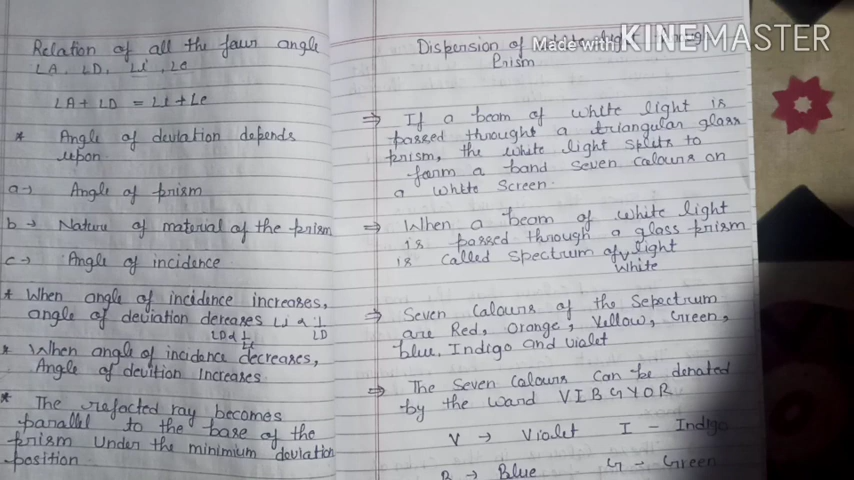 Relation of all the four angle
∠A, ∠D, ∠i, ∠e
∠A + ∠D = ∠i + ∠e
* Angle of deviation depends
upon
a → Angle of prism
b → Nature of material of the prism
c → Angle of incidence
* When angle of incidence increases,
angle of deviation dereases ∠i ∝ 1/∠D
∠D ∝ 1/∠i
* When angle of incidence decreases,
Angle of devition Increases
* The refacted ray becomes
parallel to the base of the
prism under the minimium deviation
position
Dispension of
Prism
Made with KINEMASTER
⇒ If a beam of white light is
passed throught a triangular glass
prism, the white light splits to
form a band seven colours on
a white screen.
⇒ When a beam of white light
is passed through a glass prism
is called spectrum of light
white
⇒ Seven colours of the Sepectrum
are Red, Orange, Yellow, Green,
blue, Indigo and violet
⇒ The seven colours can be denated
by the ward VIBGYOR
V → Violet I - Indigo
B → Blue G - Green